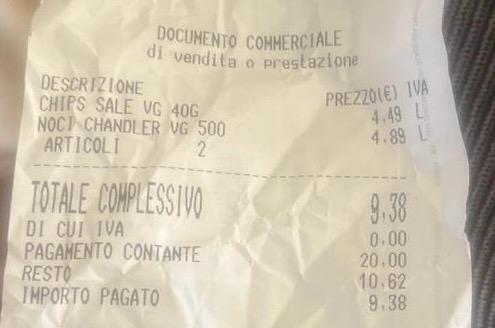 DOCUMENTO COMMERCIALE
di vendita o prestazione
DESCRIZIONE PREZZO(€) IVA
CHIPS SALE VG 40G 4,49 L
NOCI CHANDLER VG 500 4,89 L
ARTICOLI 2
TOTALE COMPLESSIVO 9,38
DI CUI IVA 0,00
PAGAMENTO CONTANTE 20,00
RESTO 10,62
IMPORTO PAGATO 9,38